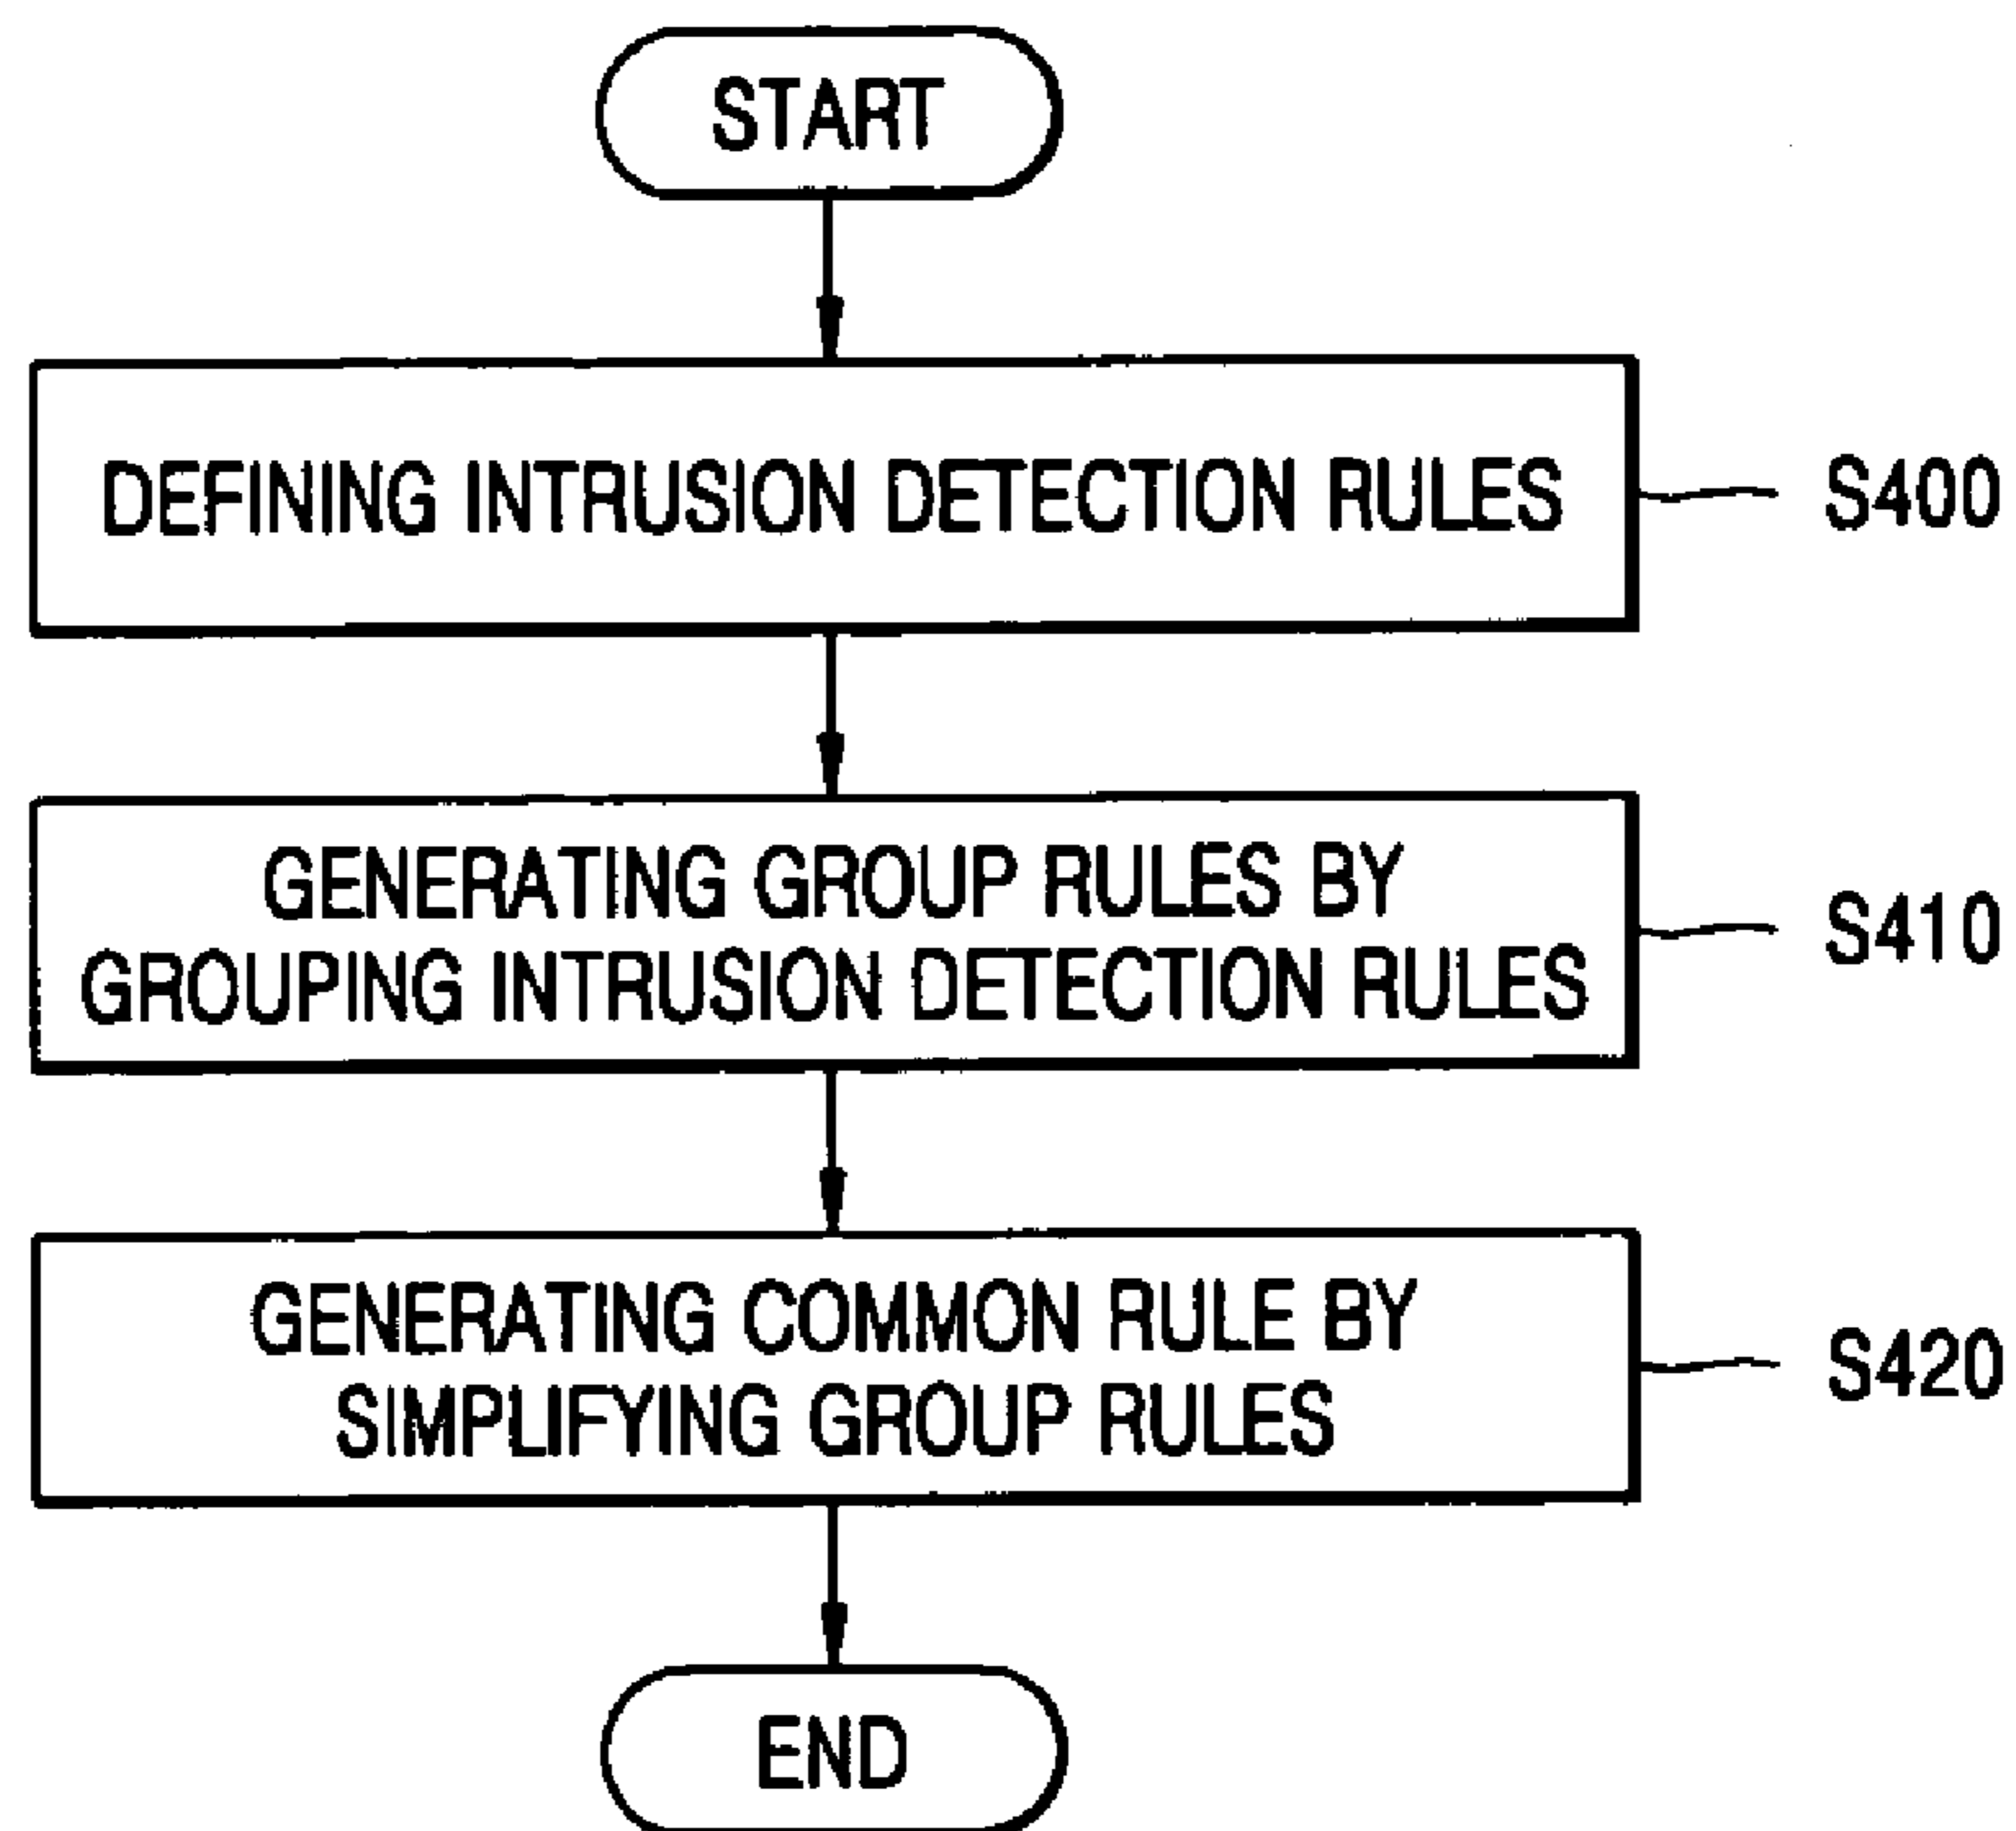 START
DEFINING INTRUSION DETECTION RULES
S400
GENERATING GROUP RULES BY
GROUPING INTRUSION DETECTION RULES
S410
GENERATING COMMON RULE BY
SIMPLIFYING GROUP RULES
S420
END